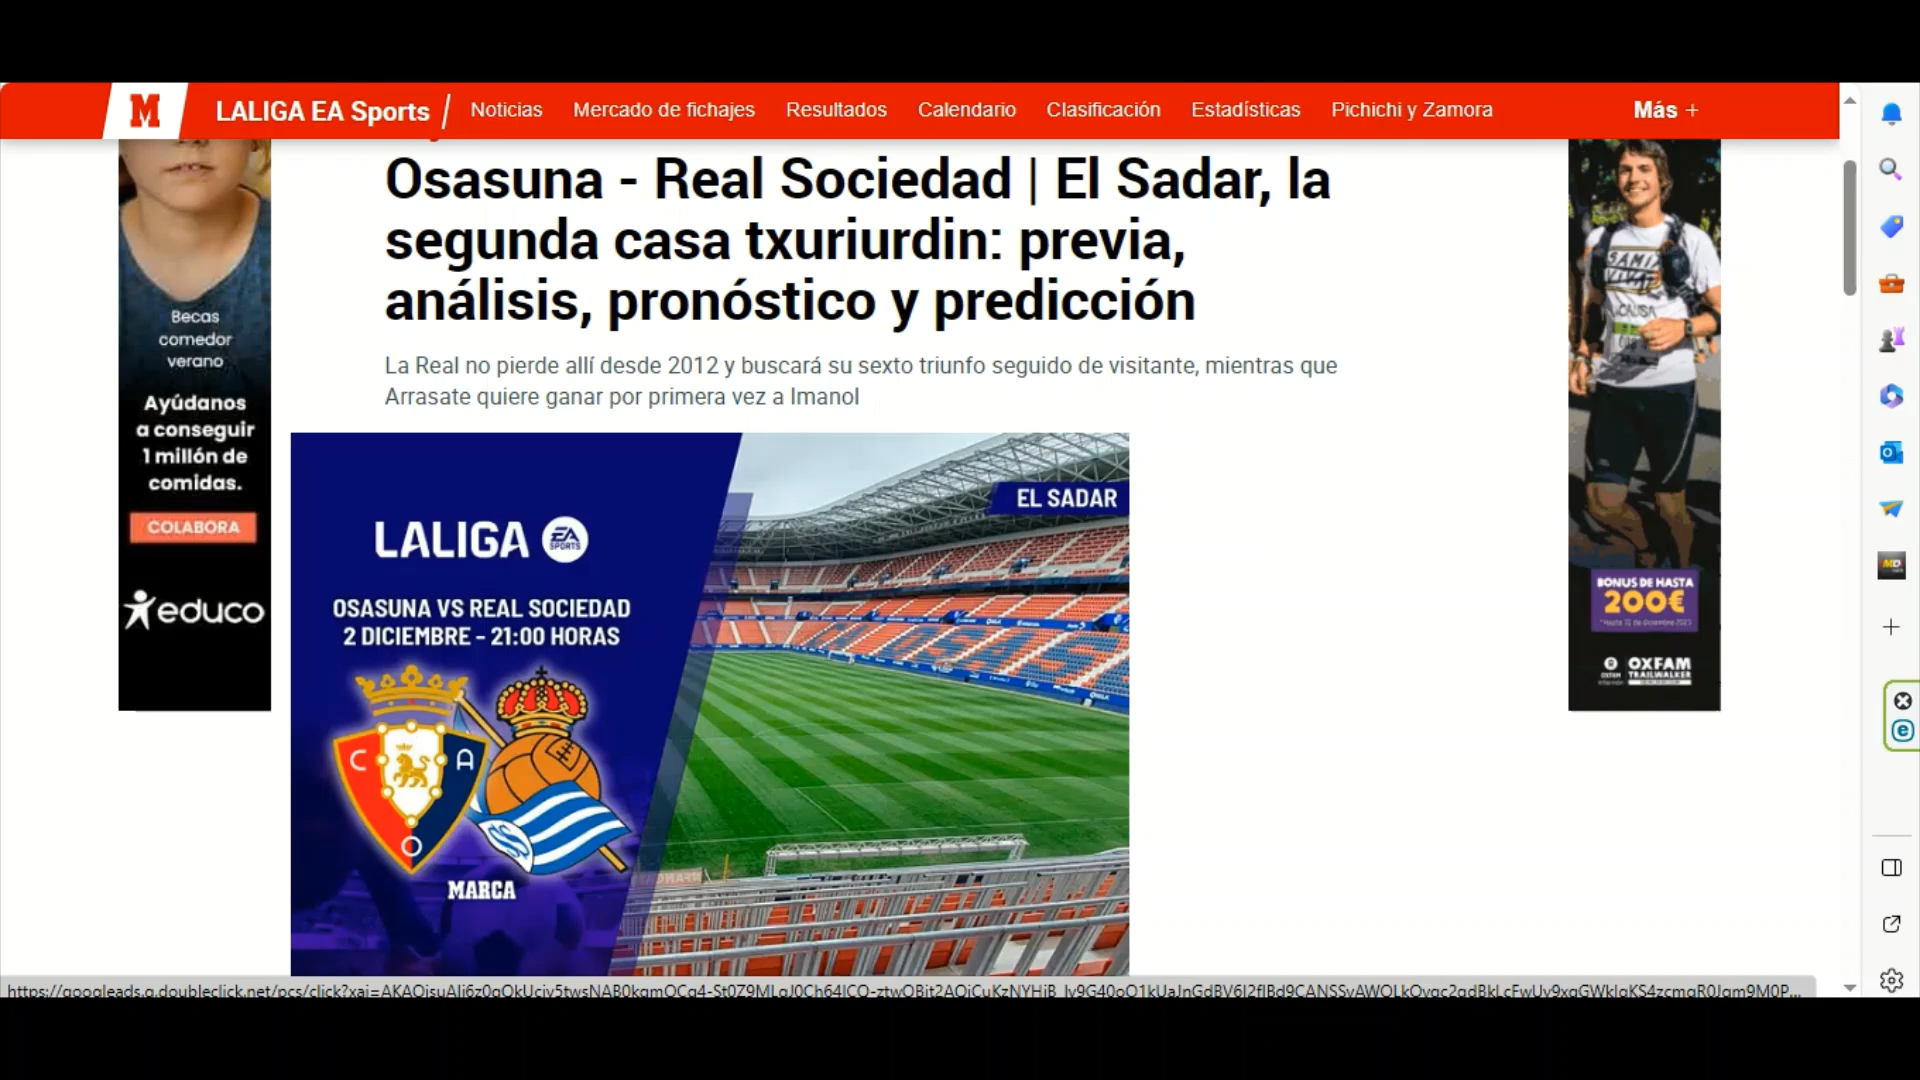 M
LALIGA EA Sports / Noticias Mercado de fichajes Resultados Calendario Clasificación Estadísticas Pichichi y Zamora Más +
Osasuna - Real Sociedad | El Sadar, la
segunda casa txuriurdin: previa,
análisis, pronóstico y predicción
La Real no pierde allí desde 2012 y buscará su sexto triunfo seguido de visitante, mientras que
Arrasate quiere ganar por primera vez a Imanol
Becas
comedor
verano
Ayúdanos
a conseguir
1 millón de
comidas.
COLABORA
educo
LALIGA EA SPORTS
EL SADAR
OSASUNA VS REAL SOCIEDAD
2 DICIEMBRE - 21:00 HORAS
C A
O
MARCA
BONUS DE HASTA
200€
OXFAM
TRAILWALKER